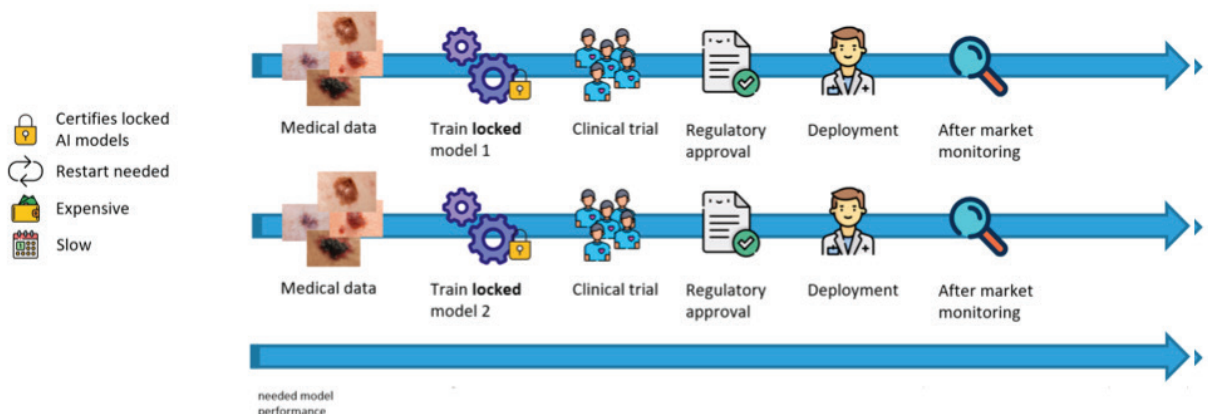 Certifies locked
AI models
Restart needed
Expensive
Slow
Medical data
Train locked
model 1
Clinical trial
Regulatory
approval
Deployment
After market
monitoring
Medical data
Train locked
model 2
Clinical trial
Regulatory
approval
Deployment
After market
monitoring
needed model
performance